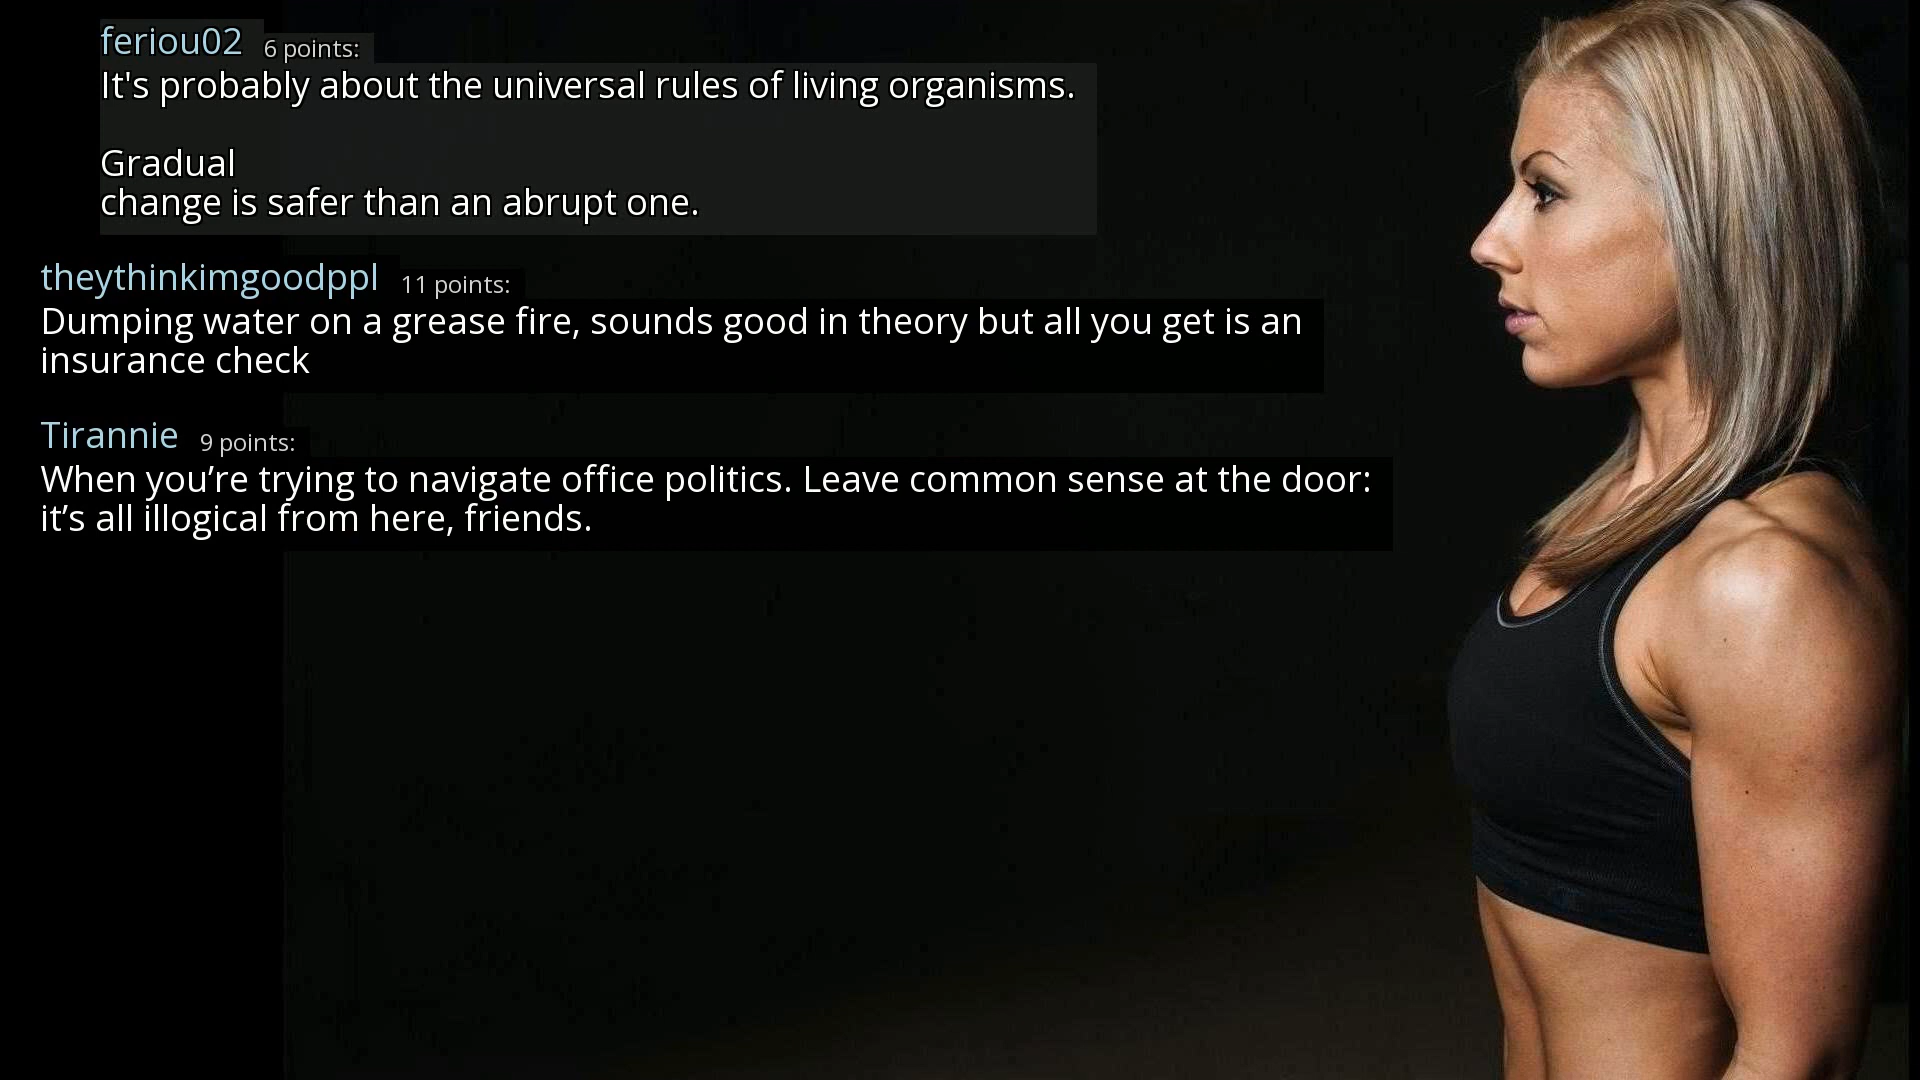 feriou02 6 points:
It's probably about the universal rules of living organisms.
Gradual
change is safer than an abrupt one.
theythinkimgoodppl 11 points:
Dumping water on a grease fire, sounds good in theory but all you get is an
insurance check
Tirannie 9 points:
When you’re trying to navigate office politics. Leave common sense at the door:
it’s all illogical from here, friends.